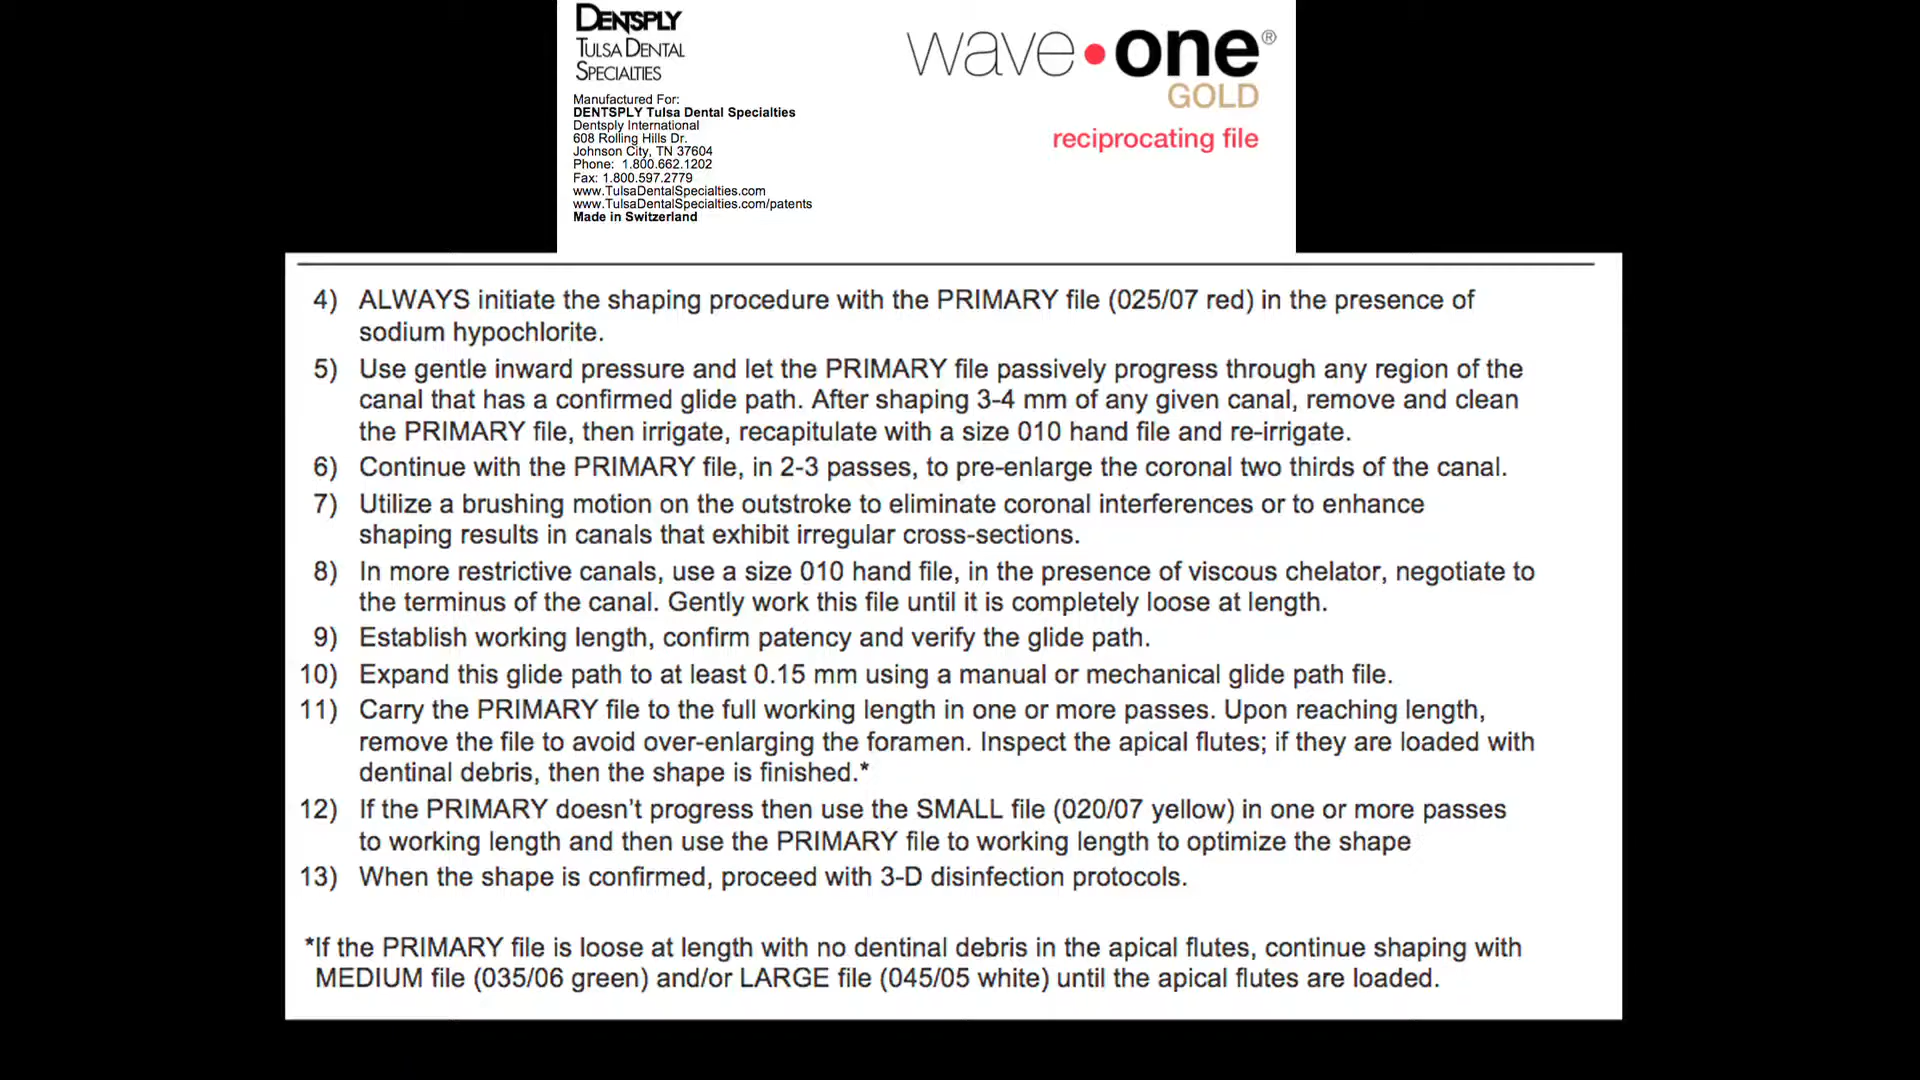 DENTSPLY
TULSA DENTAL
SPECIALTIES
wave•one®
GOLD
reciprocating file
Manufactured For:
DENTSPLY Tulsa Dental Specialties
Dentsply International
608 Rolling Hills Dr.
Johnson City, TN 37604
Phone: 1.800.662.1202
Fax: 1.800.597.2779
www.TulsaDentalSpecialties.com
www.TulsaDentalSpecialties.com/patents
Made in Switzerland
4) ALWAYS initiate the shaping procedure with the PRIMARY file (025/07 red) in the presence of
sodium hypochlorite.
5) Use gentle inward pressure and let the PRIMARY file passively progress through any region of the
canal that has a confirmed glide path. After shaping 3-4 mm of any given canal, remove and clean
the PRIMARY file, then irrigate, recapitulate with a size 010 hand file and re-irrigate.
6) Continue with the PRIMARY file, in 2-3 passes, to pre-enlarge the coronal two thirds of the canal.
7) Utilize a brushing motion on the outstroke to eliminate coronal interferences or to enhance
shaping results in canals that exhibit irregular cross-sections.
8) In more restrictive canals, use a size 010 hand file, in the presence of viscous chelator, negotiate to
the terminus of the canal. Gently work this file until it is completely loose at length.
9) Establish working length, confirm patency and verify the glide path.
10) Expand this glide path to at least 0.15 mm using a manual or mechanical glide path file.
11) Carry the PRIMARY file to the full working length in one or more passes. Upon reaching length,
remove the file to avoid over-enlarging the foramen. Inspect the apical flutes; if they are loaded with
dentinal debris, then the shape is finished.*
12) If the PRIMARY doesn't progress then use the SMALL file (020/07 yellow) in one or more passes
to working length and then use the PRIMARY file to working length to optimize the shape
13) When the shape is confirmed, proceed with 3-D disinfection protocols.
*If the PRIMARY file is loose at length with no dentinal debris in the apical flutes, continue shaping with
MEDIUM file (035/06 green) and/or LARGE file (045/05 white) until the apical flutes are loaded.